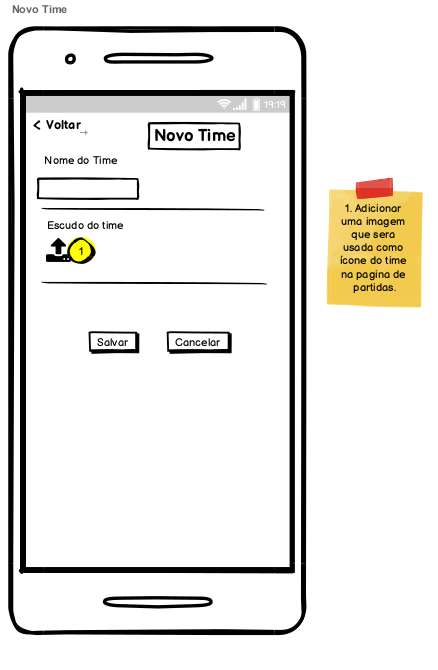 Novo Time
19:19
< Voltar
Novo Time
Nome do Time
Escudo do time
1
Salvar
Cancelar
1. Adicionar
uma imagem
que sera
usada como
ícone do time
na pagina de
partidas.